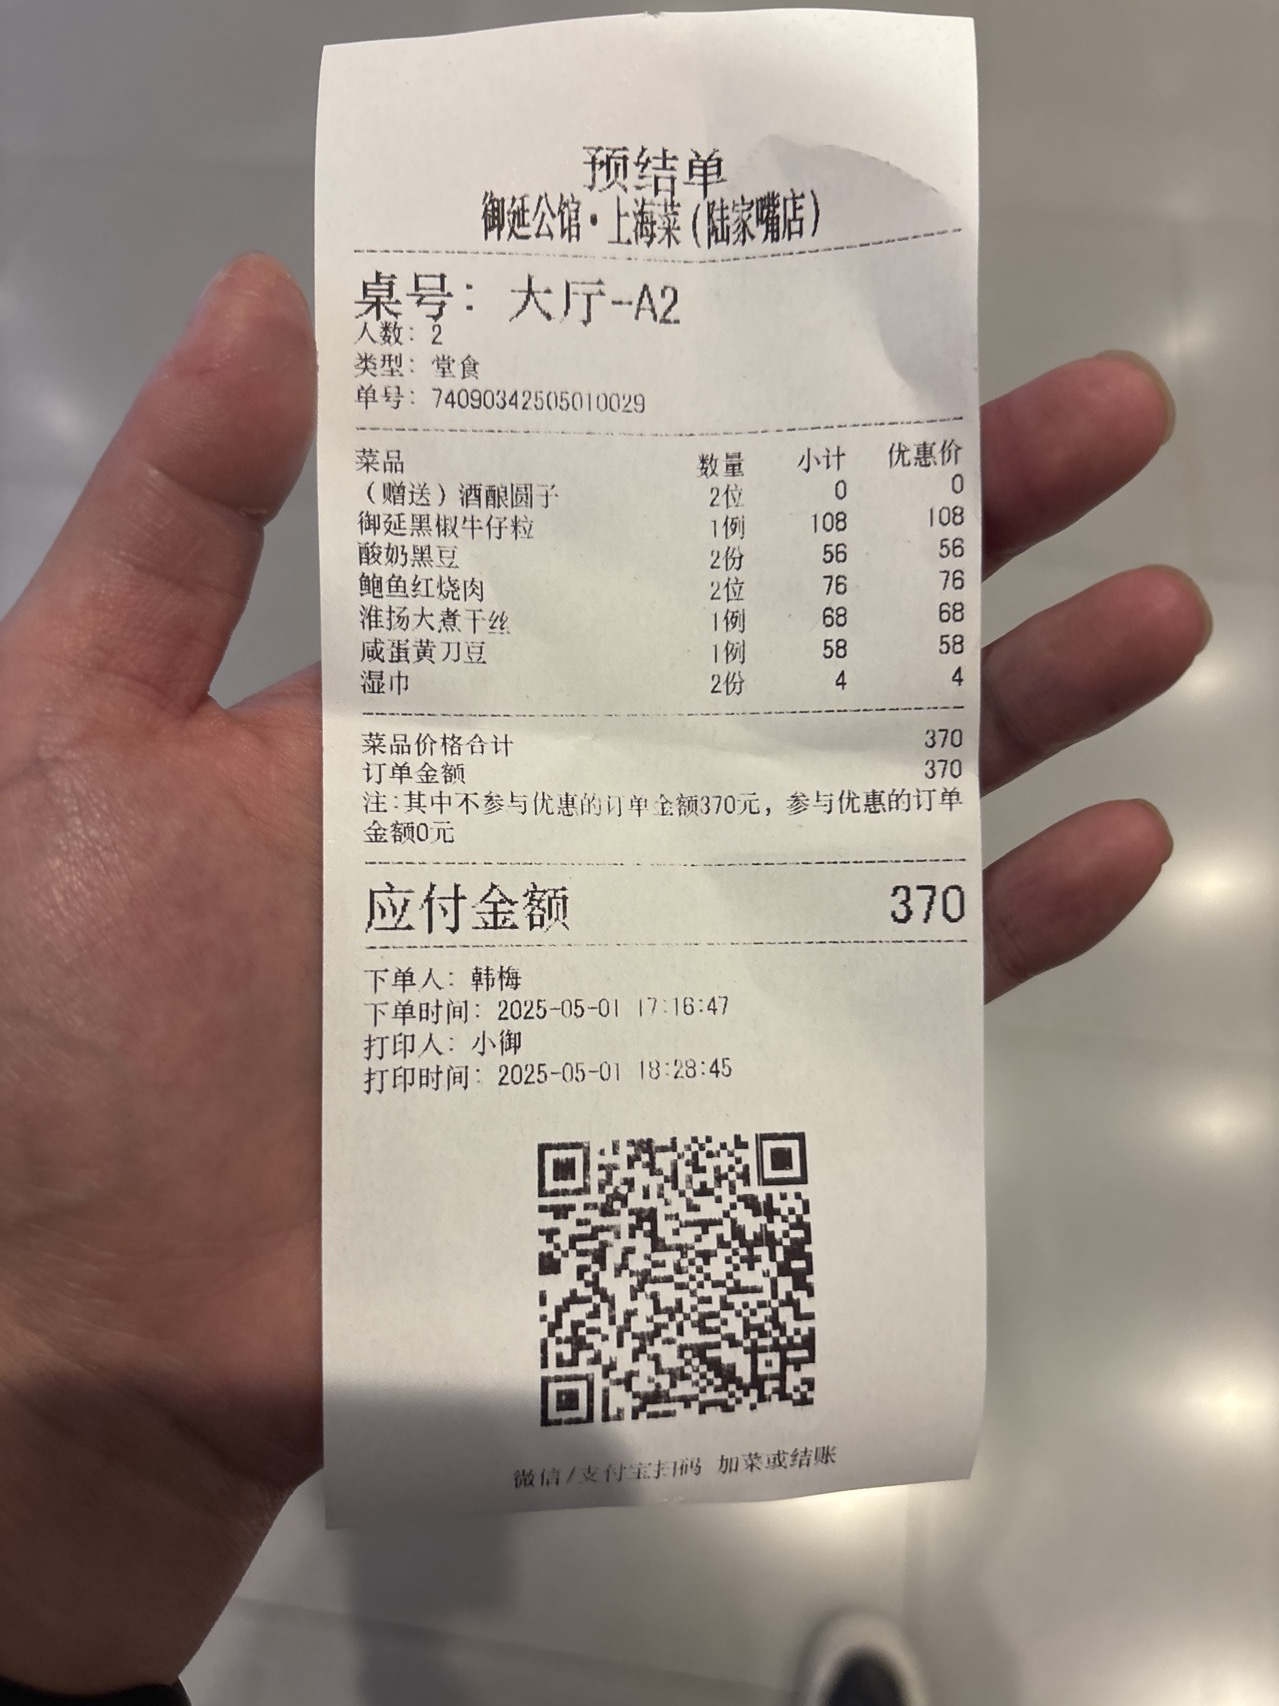 预结单
御延公馆·上海菜(陆家嘴店)
桌号: 大厅-A2
人数: 2
类型: 堂食
单号: 74090342505010029
菜品 数量 小计 优惠价
(赠送)酒酿圆子 2位 0 0
御延黑椒牛仔粒 1例 108 108
酸奶黑豆 2份 56 56
鲍鱼红烧肉 2位 76 76
淮扬大煮干丝 1例 68 68
咸蛋黄刀豆 1例 58 58
湿巾 2份 4 4
菜品价格合计 370
订单金额 370
注:其中不参与优惠的订单金额370元, 参与优惠的订单
金额0元
应付金额 370
下单人: 韩梅
下单时间: 2025-05-01 17:16:47
打印人: 小御
打印时间: 2025-05-01 18:28:45
微信/支付宝扫码 加菜或结账